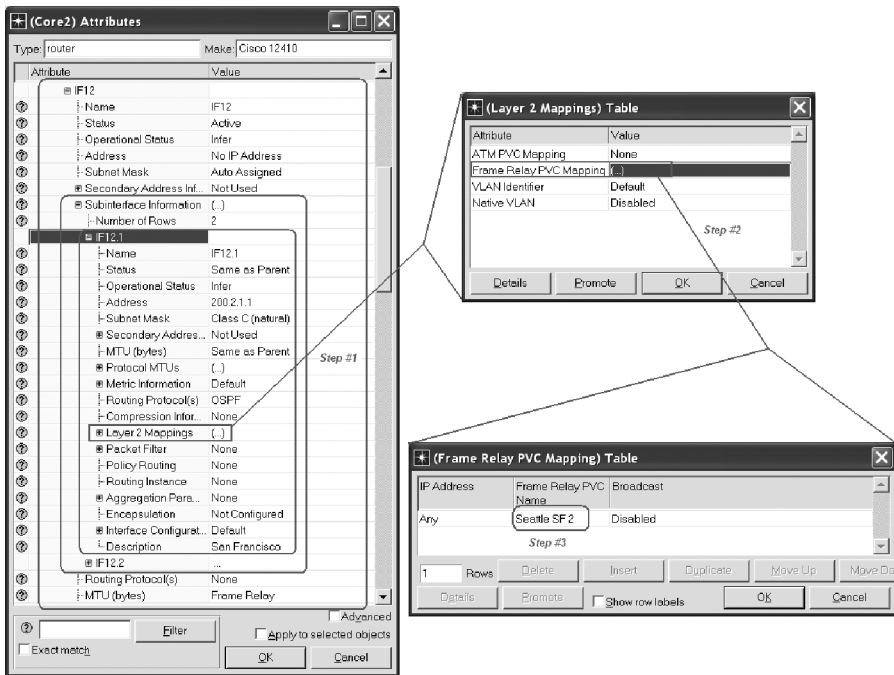 (Core2) Attributes
Type: router Make: Cisco 12410
Attribute Value
IF12
Name IF12
Status Active
Operational Status Infer
Address No IP Address
Subnet Mask Auto Assigned
Secondary Address Inf... Not Used
Subinterface Information (...)
Number of Rows 2
IF12.1
Name IF12.1
Status Same as Parent
Operational Status Infer
Address 200.2.1.1
Subnet Mask Class C (natural)
Secondary Addres... Not Used
MTU (bytes) Same as Parent
Protocol MTUs (...)
Metric Information Default
Routing Protocol(s) OSPF
Compression Infor... None
Layer 2 Mappings (...)
Packet Filter None
Policy Routing None
Routing Instance None
Aggregation Para... None
Encapsulation Not Configured
Interface Configurat... Default
Description San Francisco
IF12.2 ...
Routing Protocol(s) None
MTU (bytes) Frame Relay
Advanced
Filter
Apply to selected objects
Exact match
OK Cancel
Step #1
(Layer 2 Mappings) Table
Attribute Value
ATM PVC Mapping None
Frame Relay PVC Mapping (...)
VLAN Identifier Default
Native VLAN Disabled
Step #2
Details Promote OK Cancel
(Frame Relay PVC Mapping) Table
IP Address Frame Relay PVC Name Broadcast
Any Seattle SF 2 Disabled
Step #3
1 Rows Delete Insert Duplicate Move Up Move Do
Details Promote Show row labels OK Cancel